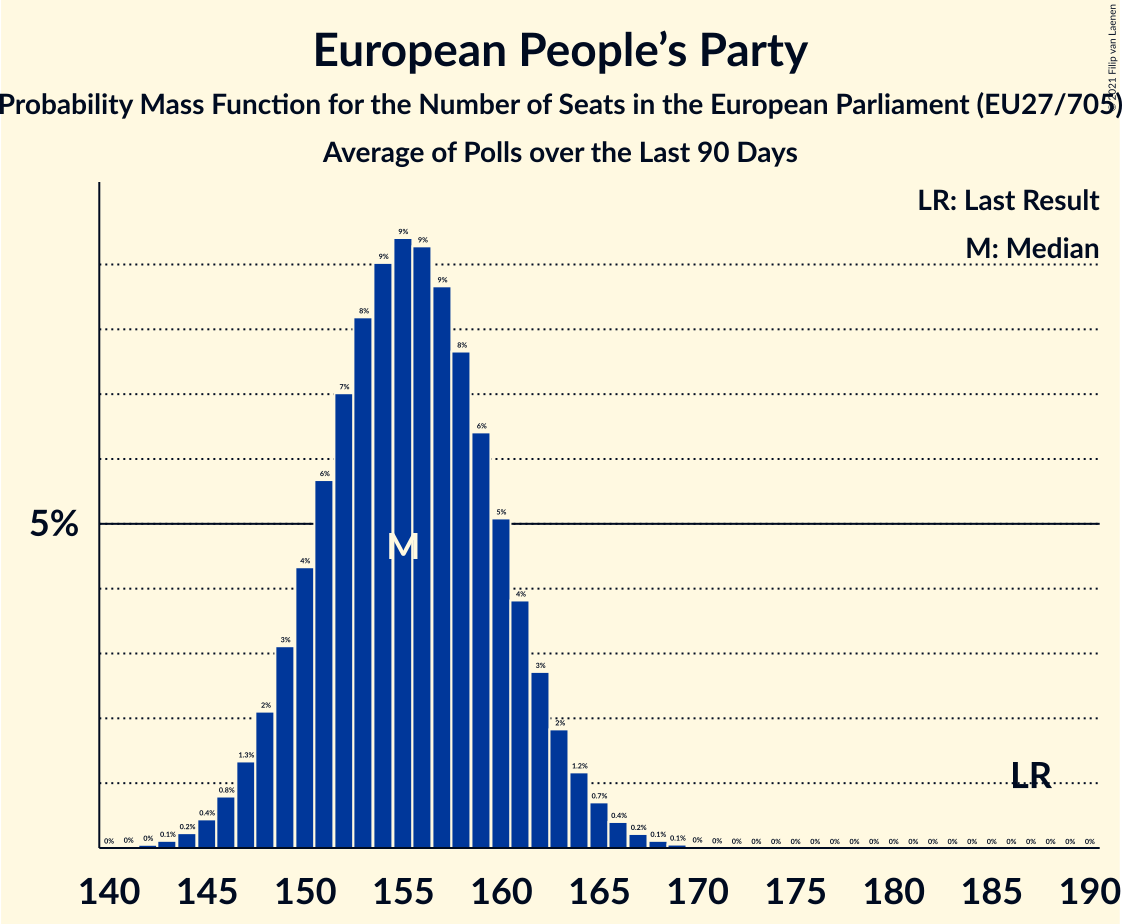 European People's Party
Probability Mass Function for the Number of Seats in the European Parliament (EU27/705)
Average of Polls over the Last 90 Days
© 2021 Filip van Laenen
LR: Last Result
M: Median
5%
0% 0% 0% 0.1% 0.2% 0.4% 0.8% 1.3% 2% 3% 4% 6% 7% 8% 9% 9% 9% 9% 8% 6% 5% 4% 3% 2% 1.2% 0.7% 0.4% 0.2% 0.1% 0.1% 0% 0% 0% 0% 0% 0% 0% 0% 0% 0% 0% 0% 0% 0% 0% 0% 0% 0% 0% 0% 0%
M
LR
140 145 150 155 160 165 170 175 180 185 190